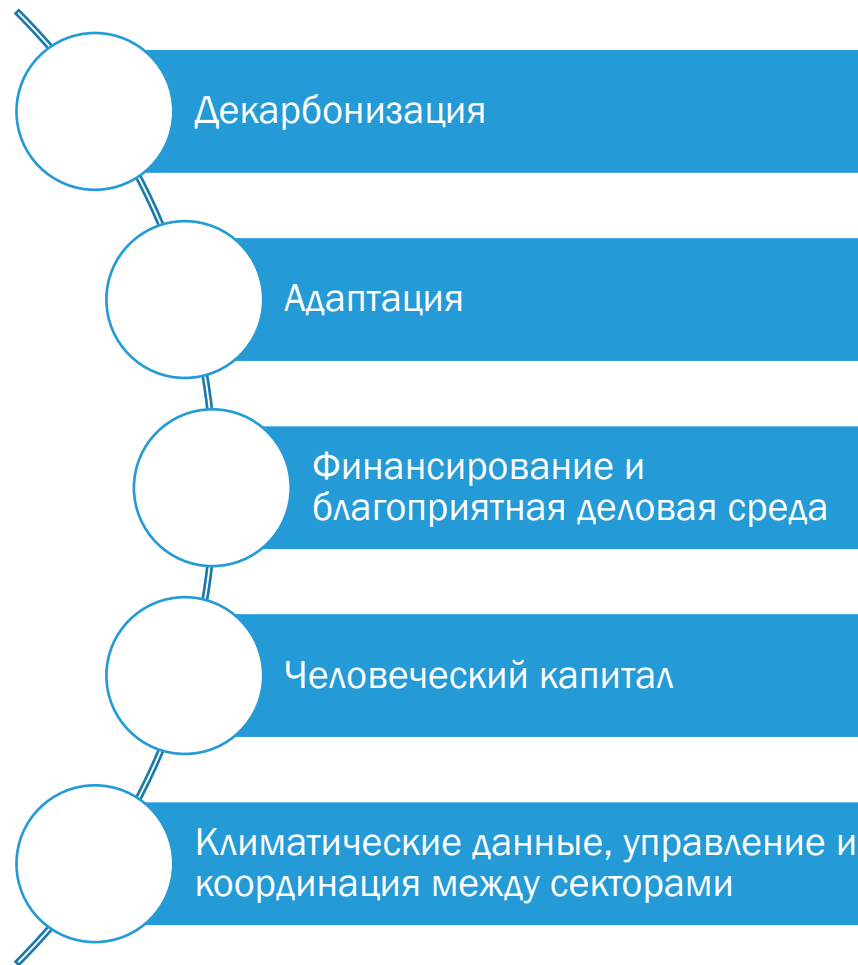 Декарбонизация
Адаптация
Финансирование и
благоприятная деловая среда
Человеческий капитал
Климатические данные, управление и
координация между секторами